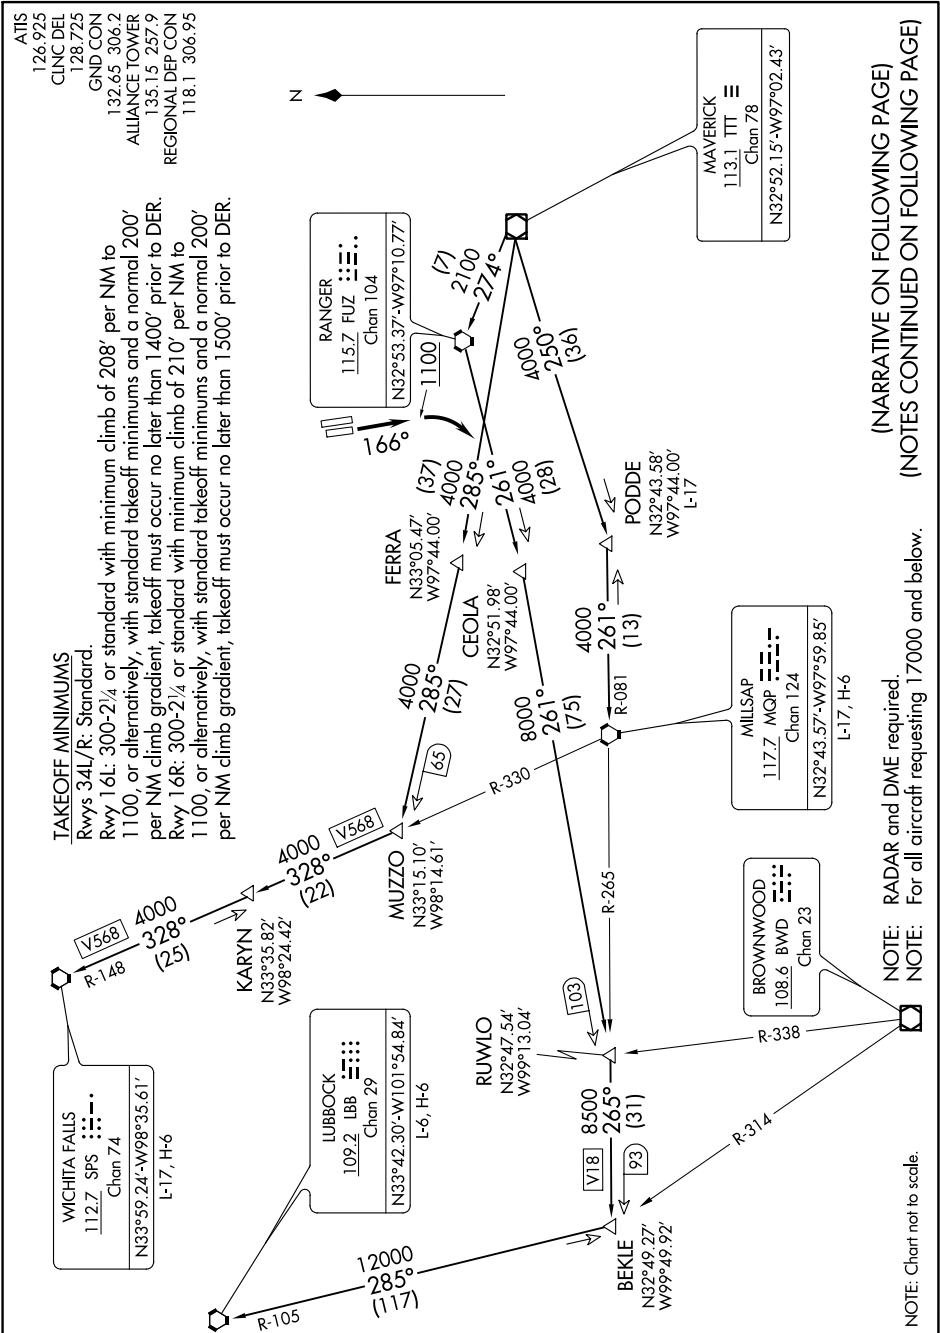 ATIS
126.925
CLNC DEL
128.725
GND CON
132.65 306.2
ALLIANCE TOWER
135.15 257.9
REGIONAL DEP CON
118.1 306.95
N
TAKEOFF MINIMUMS
Rwys 34L/R: Standard.
Rwy 16L: 300-2¼ or standard with minimum climb of 208' per NM to
1100, or alternatively, with standard takeoff minimums and a normal 200'
per NM climb gradient, takeoff must occur no later than 1400' prior to DER.
Rwy 16R: 300-2¼ or standard with minimum climb of 210' per NM to
1100, or alternatively, with standard takeoff minimums and a normal 200'
per NM climb gradient, takeoff must occur no later than 1500' prior to DER.
WICHITA FALLS
112.7 SPS
Chan 74
N33°59.24'-W98°35.61'
L-17, H-6
R-148
V568
4000
328°
(25)
KARYN
N33°35.82'
W98°24.42'
4000
328°
(22)
V568
MUZZO
N33°15.10'
W98°14.61'
65
4000
285°
(27)
FERRA
N33°05.47'
W97°44.00'
(37)
4000
285°
166°
1100
RANGER
115.7 FUZ
Chan 104
N32°53.37'-W97°10.77'
(7)
2100
274°
MAVERICK
113.1 TTT
Chan 78
N32°52.15'-W97°02.43'
LUBBOCK
109.2 LBB
Chan 29
N33°42.30'-W101°54.84'
L-6, H-6
R-105
12000
285°
(117)
BEKLE
N32°49.27'
W99°49.92'
V18
93
8500
265°
(31)
RUWLO
N32°47.54'
W99°13.04'
103
R-265
8000
261°
(75)
CEOLA
N32°51.98'
W97°44.00'
261°
4000
(28)
R-330
R-081
4000
261°
(13)
PODDE
N32°43.58'
W97°44.00'
L-17
4000
250°
(36)
MILLSAP
117.7 MQP
Chan 124
N32°43.57'-W97°59.85'
L-17, H-6
BROWNWOOD
108.6 BWD
Chan 23
R-338
R-314
NOTE: Chart not to scale.
NOTE: RADAR and DME required.
NOTE: For all aircraft requesting 17000 and below.
(NARRATIVE ON FOLLOWING PAGE)
(NOTES CONTINUED ON FOLLOWING PAGE)